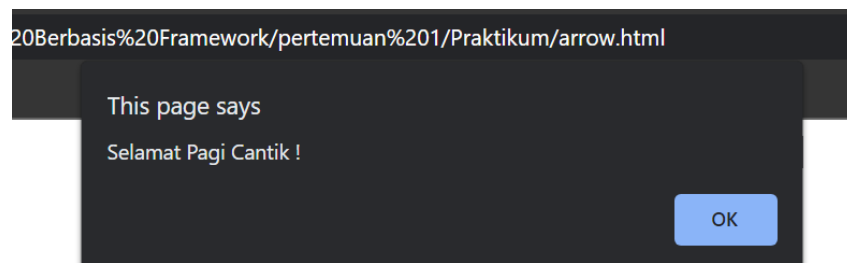 20Berbasis%20Framework/pertemuan%201/Praktikum/arrow.html
This page says
Selamat Pagi Cantik !
OK